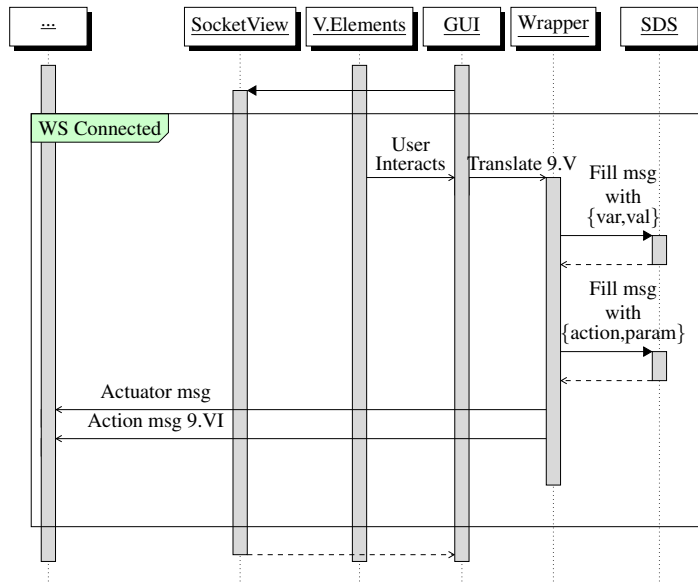 ...
SocketView
V.Elements
GUI
Wrapper
SDS
WS Connected
User
Interacts
Translate 9.V
Fill msg
with
{var,val}
Fill msg
with
{action,param}
Actuator msg
Action msg 9.VI